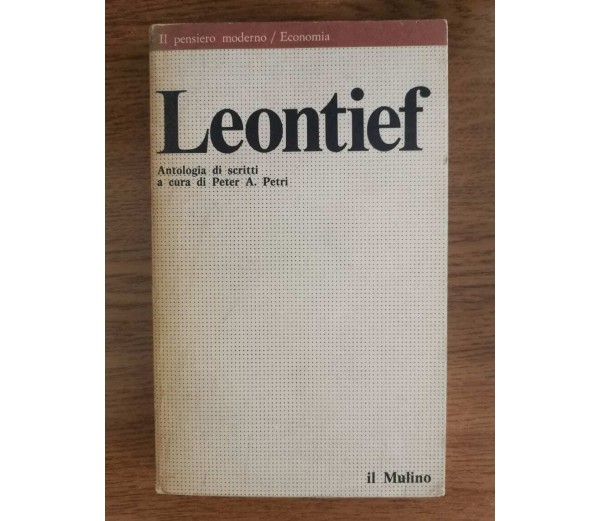 Il pensiero moderno / Economia
Leontief
Antologia di scritti
a cura di Peter A. Petri
il Mulino